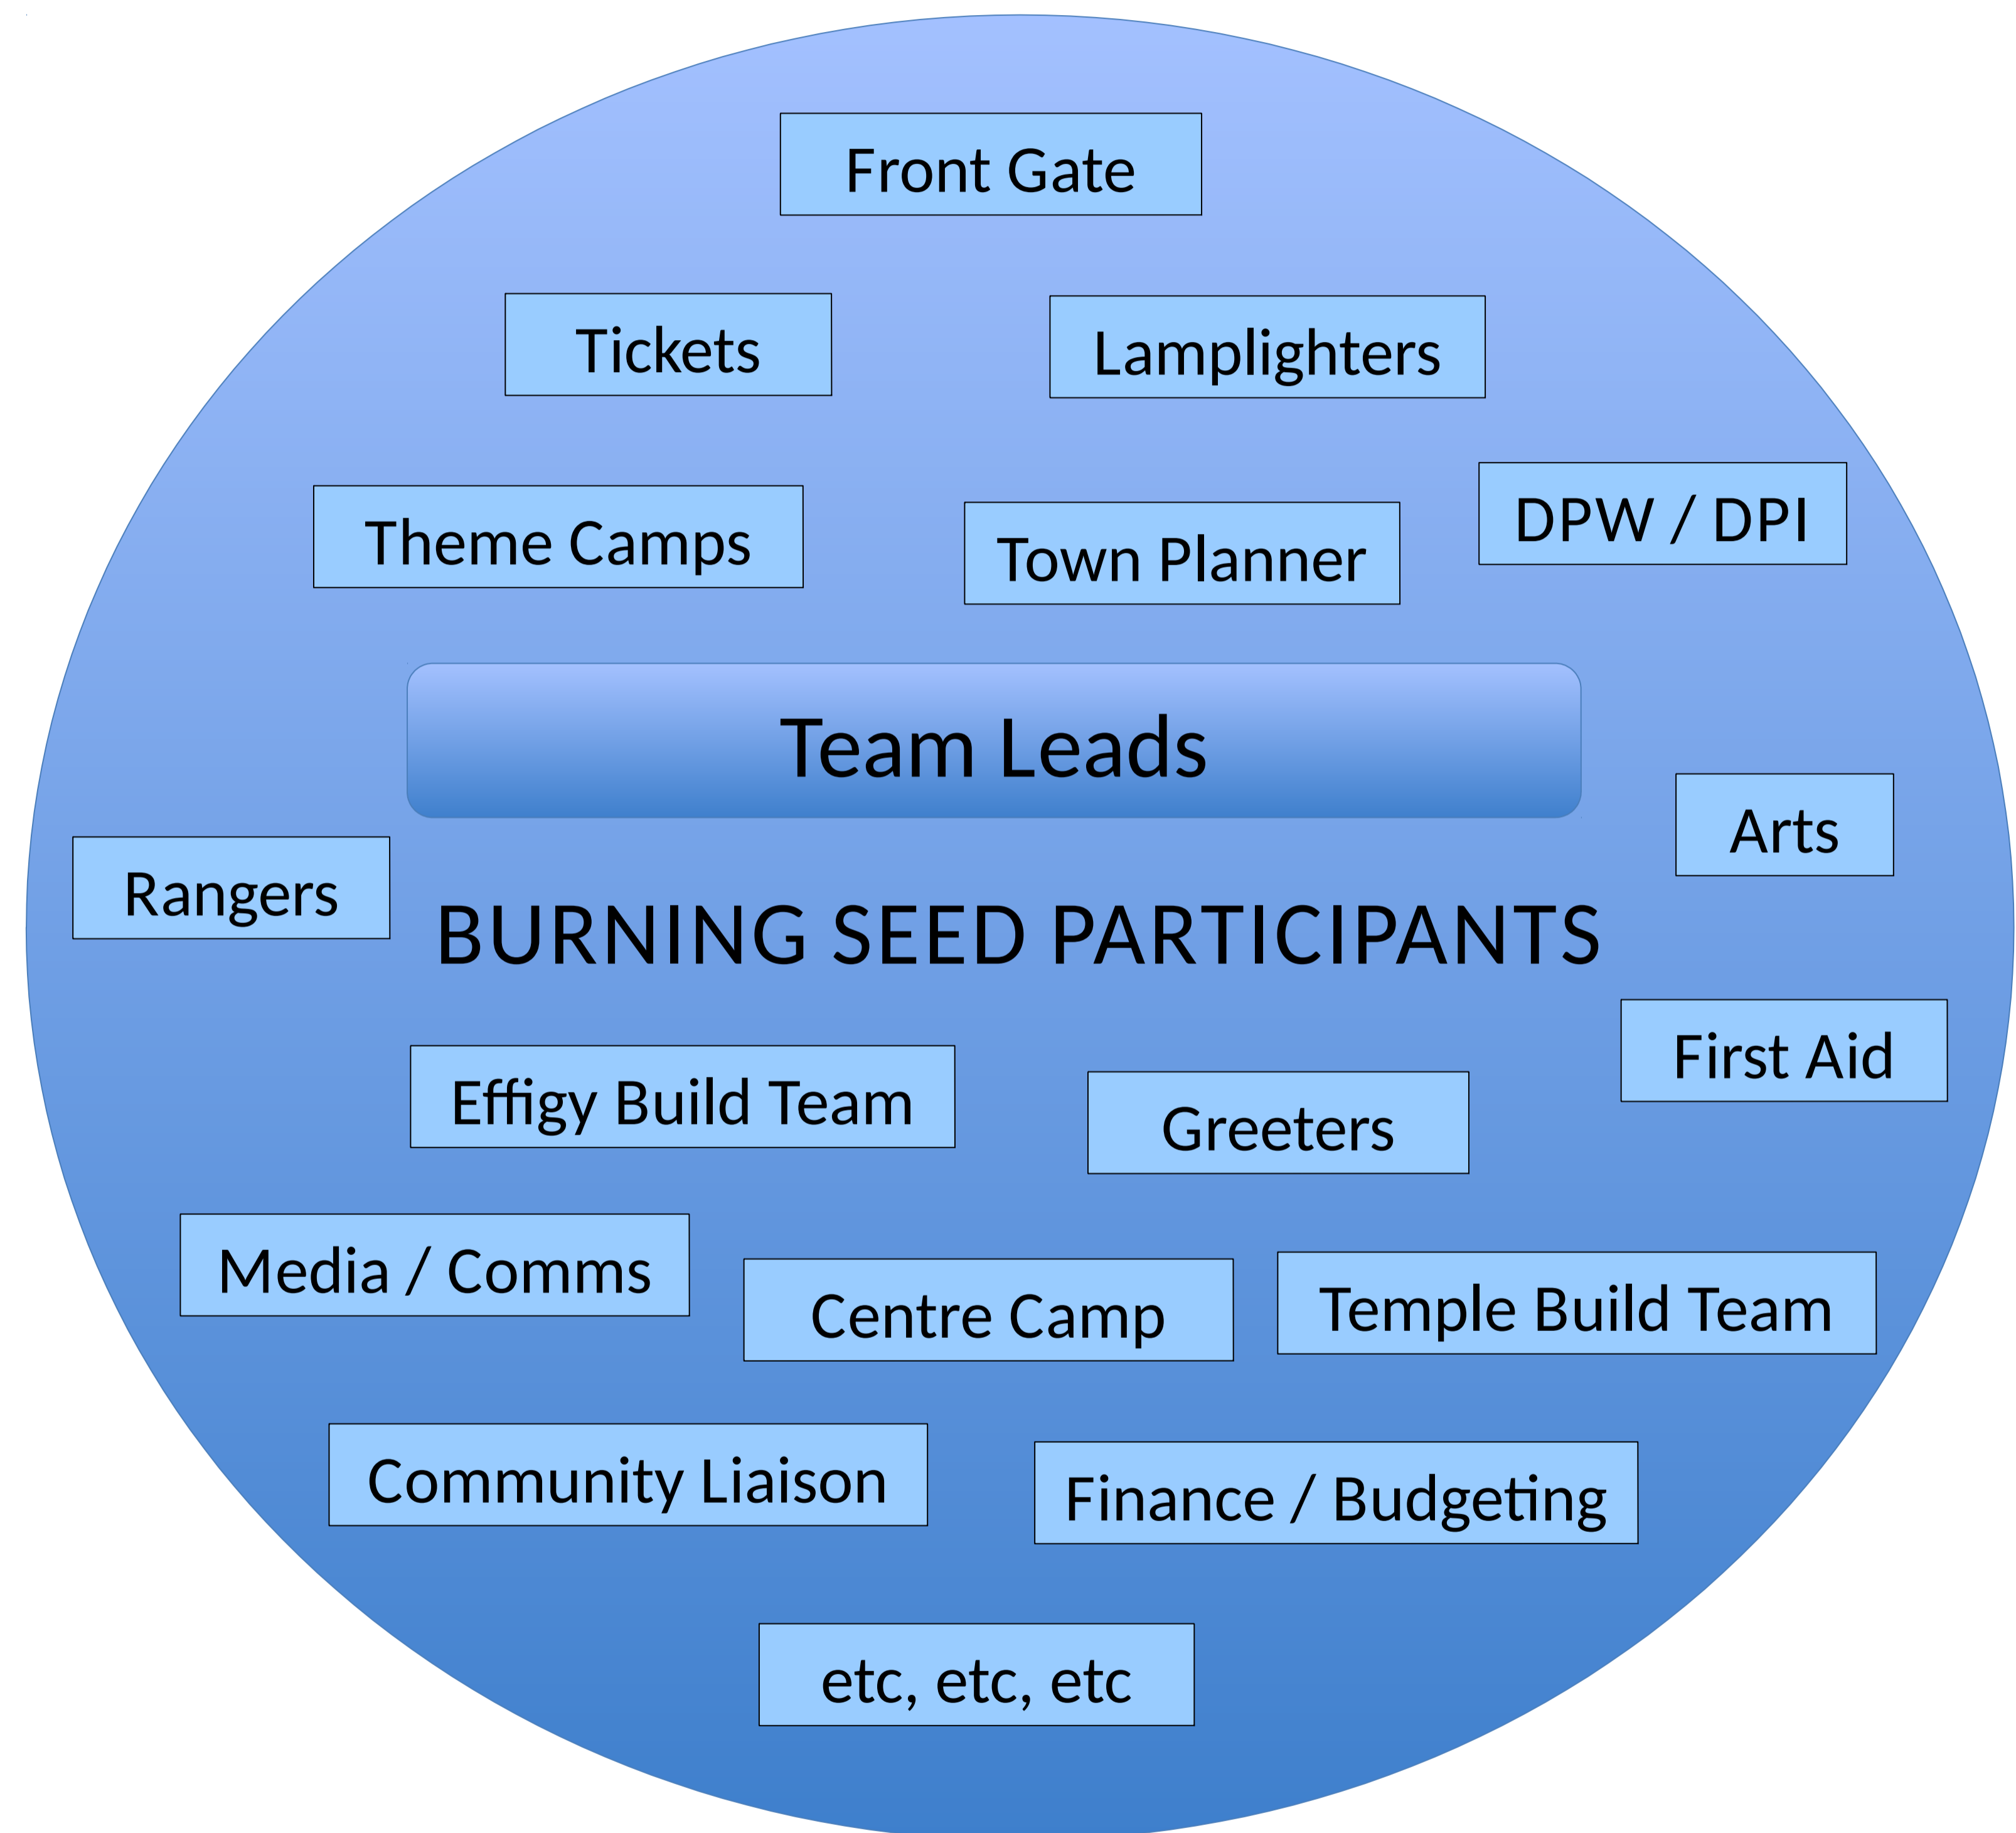 Front Gate
Tickets
Lamplighters
Theme Camps
Town Planner
DPW / DPI
Team Leads
Arts
Rangers
BURNING SEED PARTICIPANTS
First Aid
Effigy Build Team
Greeters
Media / Comms
Centre Camp
Temple Build Team
Community Liaison
Finance / Budgeting
etc, etc, etc